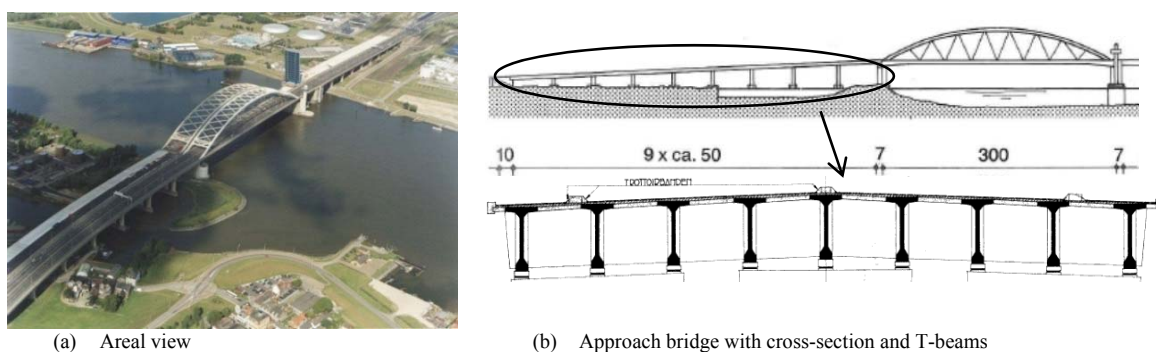 10 9 x ca. 50 7 300 7
TROTTOIRBANDEN
(a) Areal view (b) Approach bridge with cross-section and T-beams